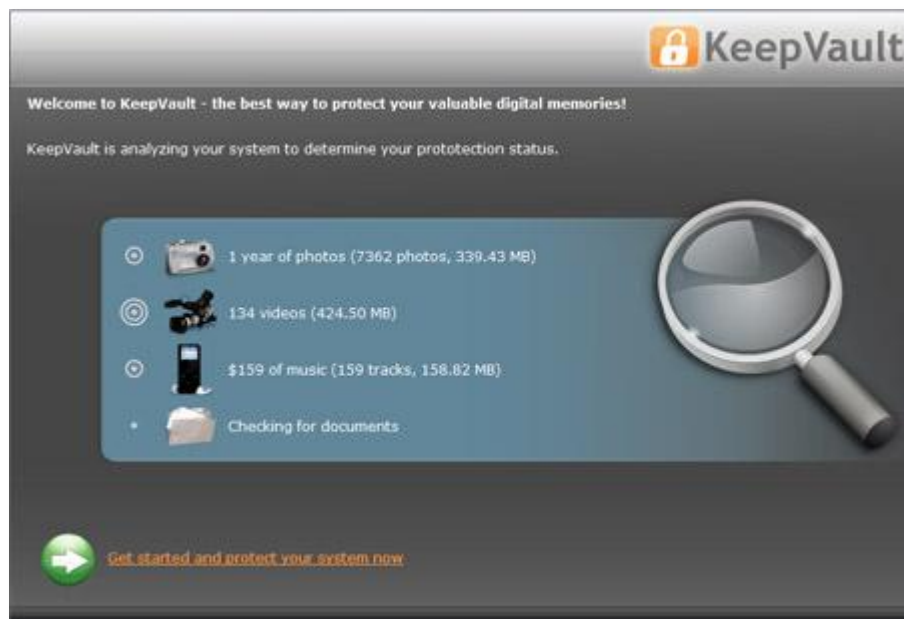 KeepVault
Welcome to KeepVault - the best way to protect your valuable digital memories!
KeepVault is analyzing your system to determine your prototection status.
1 year of photos (7362 photos, 339.43 MB)
134 videos (424.50 MB)
$159 of music (159 tracks, 158.82 MB)
Checking for documents
Get started and protect your system now